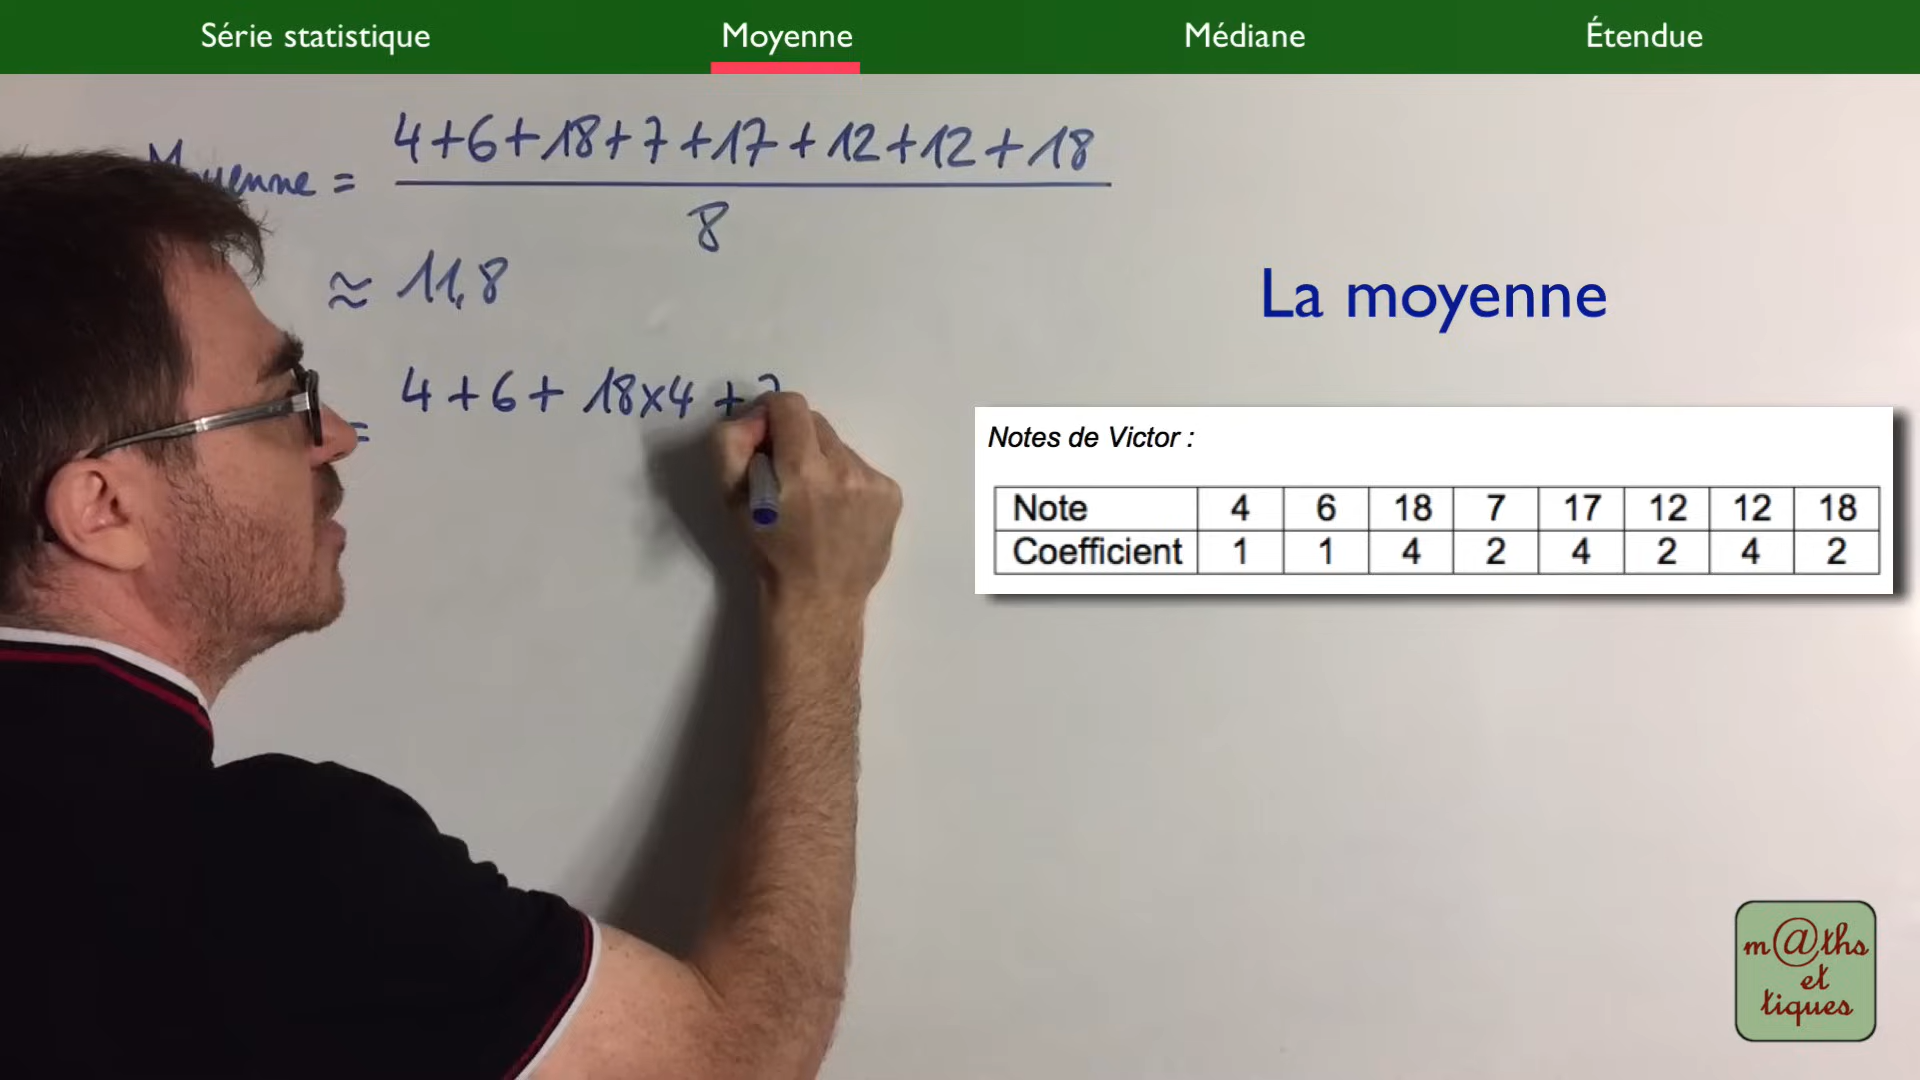 Série statistique Moyenne Médiane Étendue
4+6+18+7+17+12+12+18
=
8
≈ 11,8
La moyenne
4+6+18×4+
=
Notes de Victor :
Note 4 6 18 7 17 12 12 18
Coefficient 1 1 4 2 4 2 4 2
m@ths
et
tiques